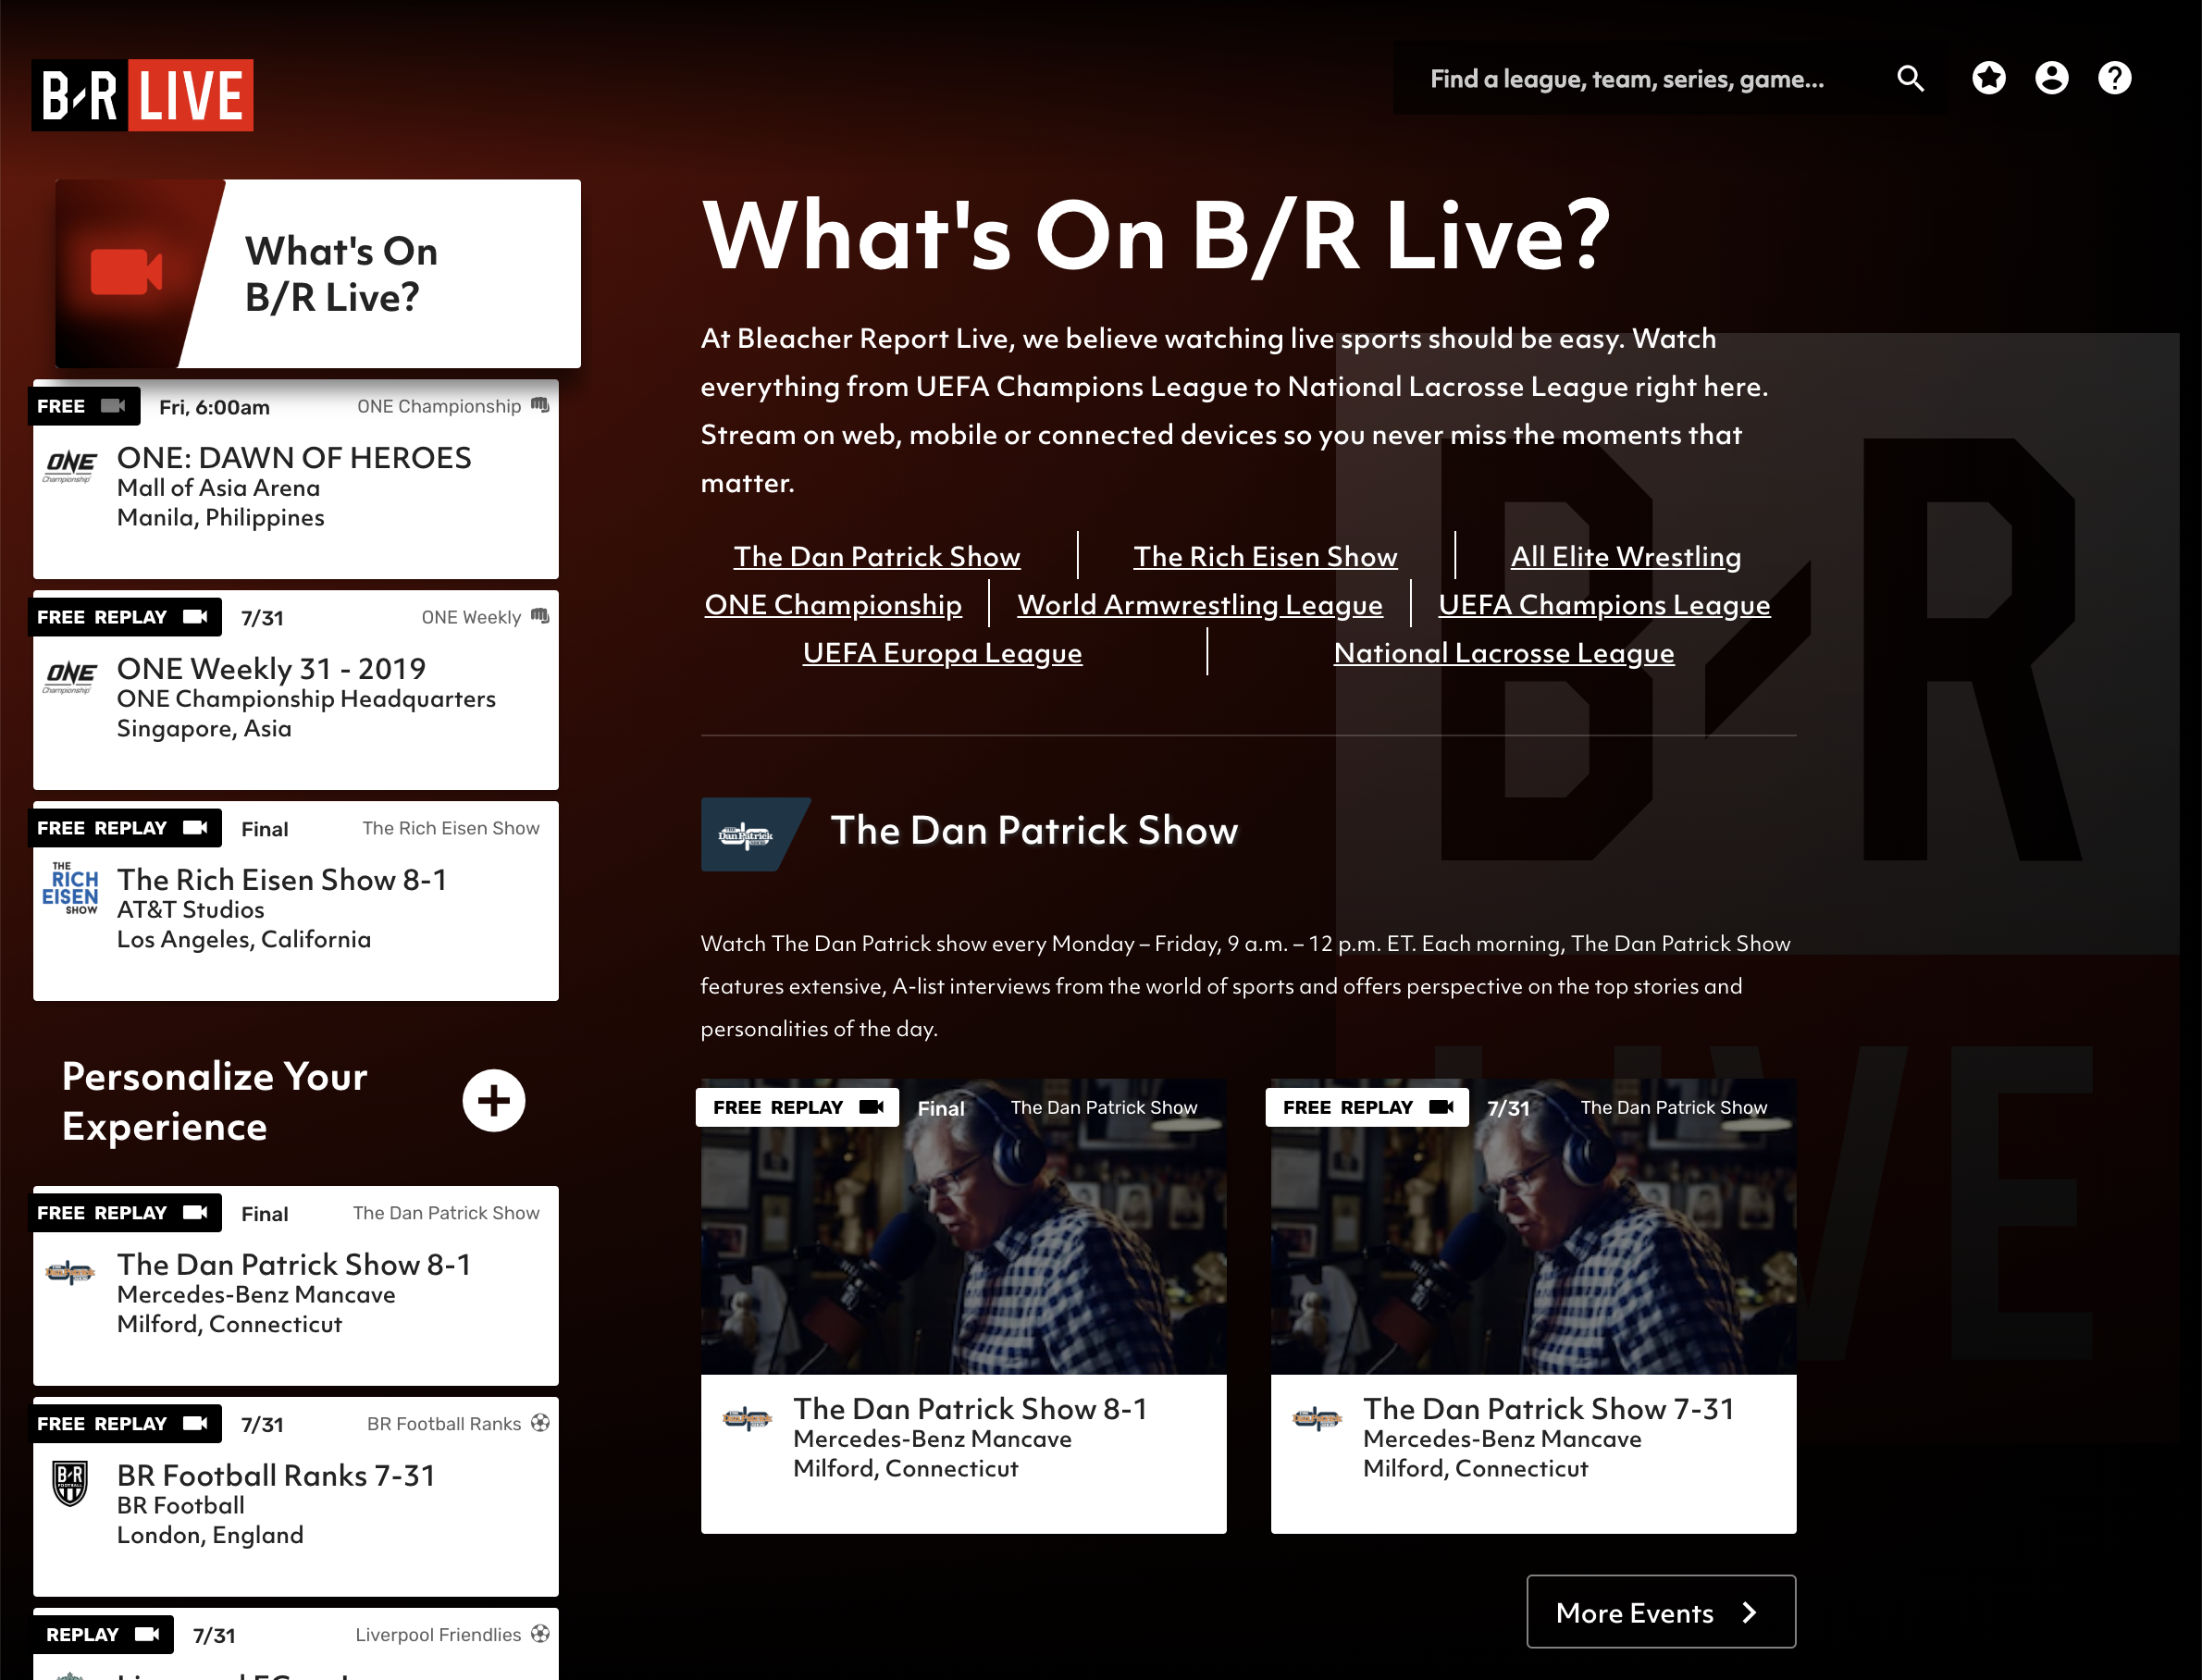 B/R LIVE
Find a league, team, series, game...
What's On
B/R Live?
FREE Fri, 6:00am ONE Championship
ONE Championship
ONE: DAWN OF HEROES
Mall of Asia Arena
Manila, Philippines
FREE REPLAY 7/31 ONE Weekly
ONE Championship
ONE Weekly 31 - 2019
ONE Championship Headquarters
Singapore, Asia
FREE REPLAY Final The Rich Eisen Show
THE RICH EISEN SHOW
The Rich Eisen Show 8-1
AT&T Studios
Los Angeles, California
Personalize Your
Experience
FREE REPLAY Final The Dan Patrick Show
The Dan Patrick Show 8-1
Mercedes-Benz Mancave
Milford, Connecticut
FREE REPLAY 7/31 BR Football Ranks
B/R FOOTBALL
BR Football Ranks 7-31
BR Football
London, England
REPLAY 7/31 Liverpool Friendlies
What's On B/R Live?
At Bleacher Report Live, we believe watching live sports should be easy. Watch
everything from UEFA Champions League to National Lacrosse League right here.
Stream on web, mobile or connected devices so you never miss the moments that
matter.
The Dan Patrick Show The Rich Eisen Show All Elite Wrestling
ONE Championship World Armwrestling League UEFA Champions League
UEFA Europa League National Lacrosse League
B/R
LIVE
The Dan Patrick Show
Watch The Dan Patrick show every Monday – Friday, 9 a.m. – 12 p.m. ET. Each morning, The Dan Patrick Show
features extensive, A-list interviews from the world of sports and offers perspective on the top stories and
personalities of the day.
FREE REPLAY Final The Dan Patrick Show
The Dan Patrick Show 8-1
Mercedes-Benz Mancave
Milford, Connecticut
FREE REPLAY 7/31 The Dan Patrick Show
The Dan Patrick Show 7-31
Mercedes-Benz Mancave
Milford, Connecticut
More Events